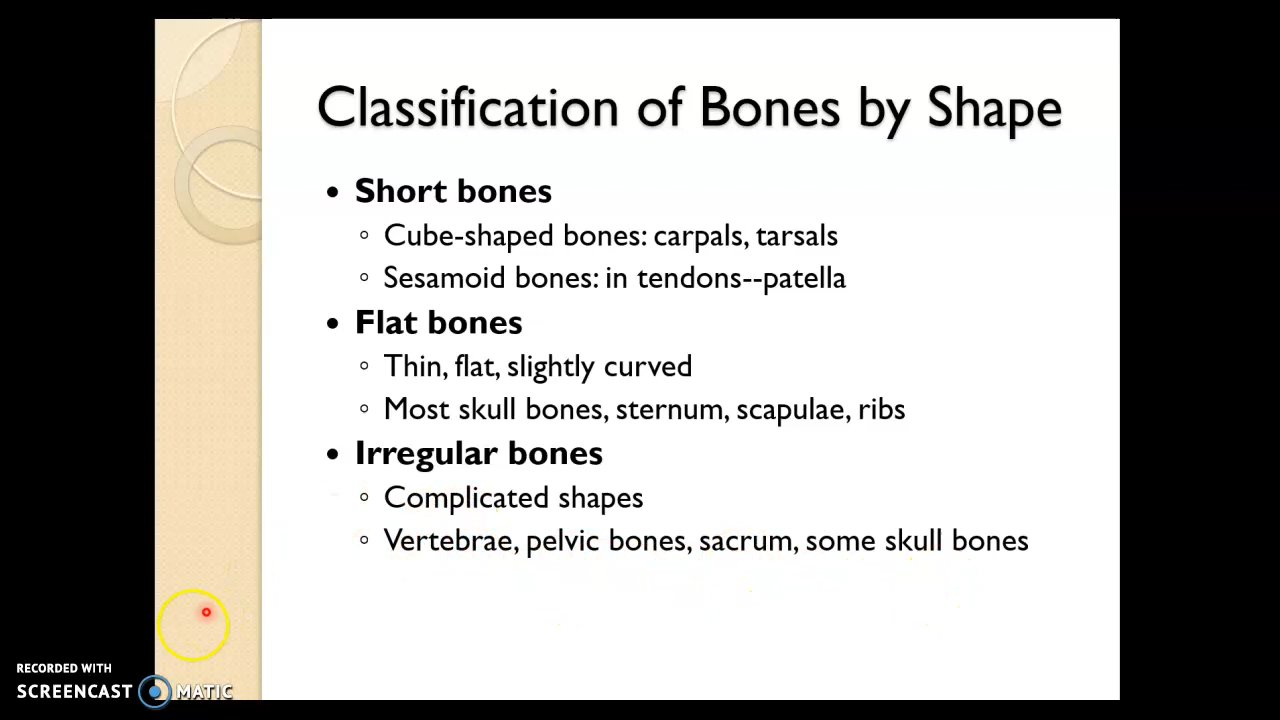 Classification of Bones by Shape
• Short bones
◦ Cube-shaped bones: carpals, tarsals
◦ Sesamoid bones: in tendons--patella
• Flat bones
◦ Thin, flat, slightly curved
◦ Most skull bones, sternum, scapulae, ribs
• Irregular bones
◦ Complicated shapes
◦ Vertebrae, pelvic bones, sacrum, some skull bones
RECORDED WITH
SCREENCAST MATIC